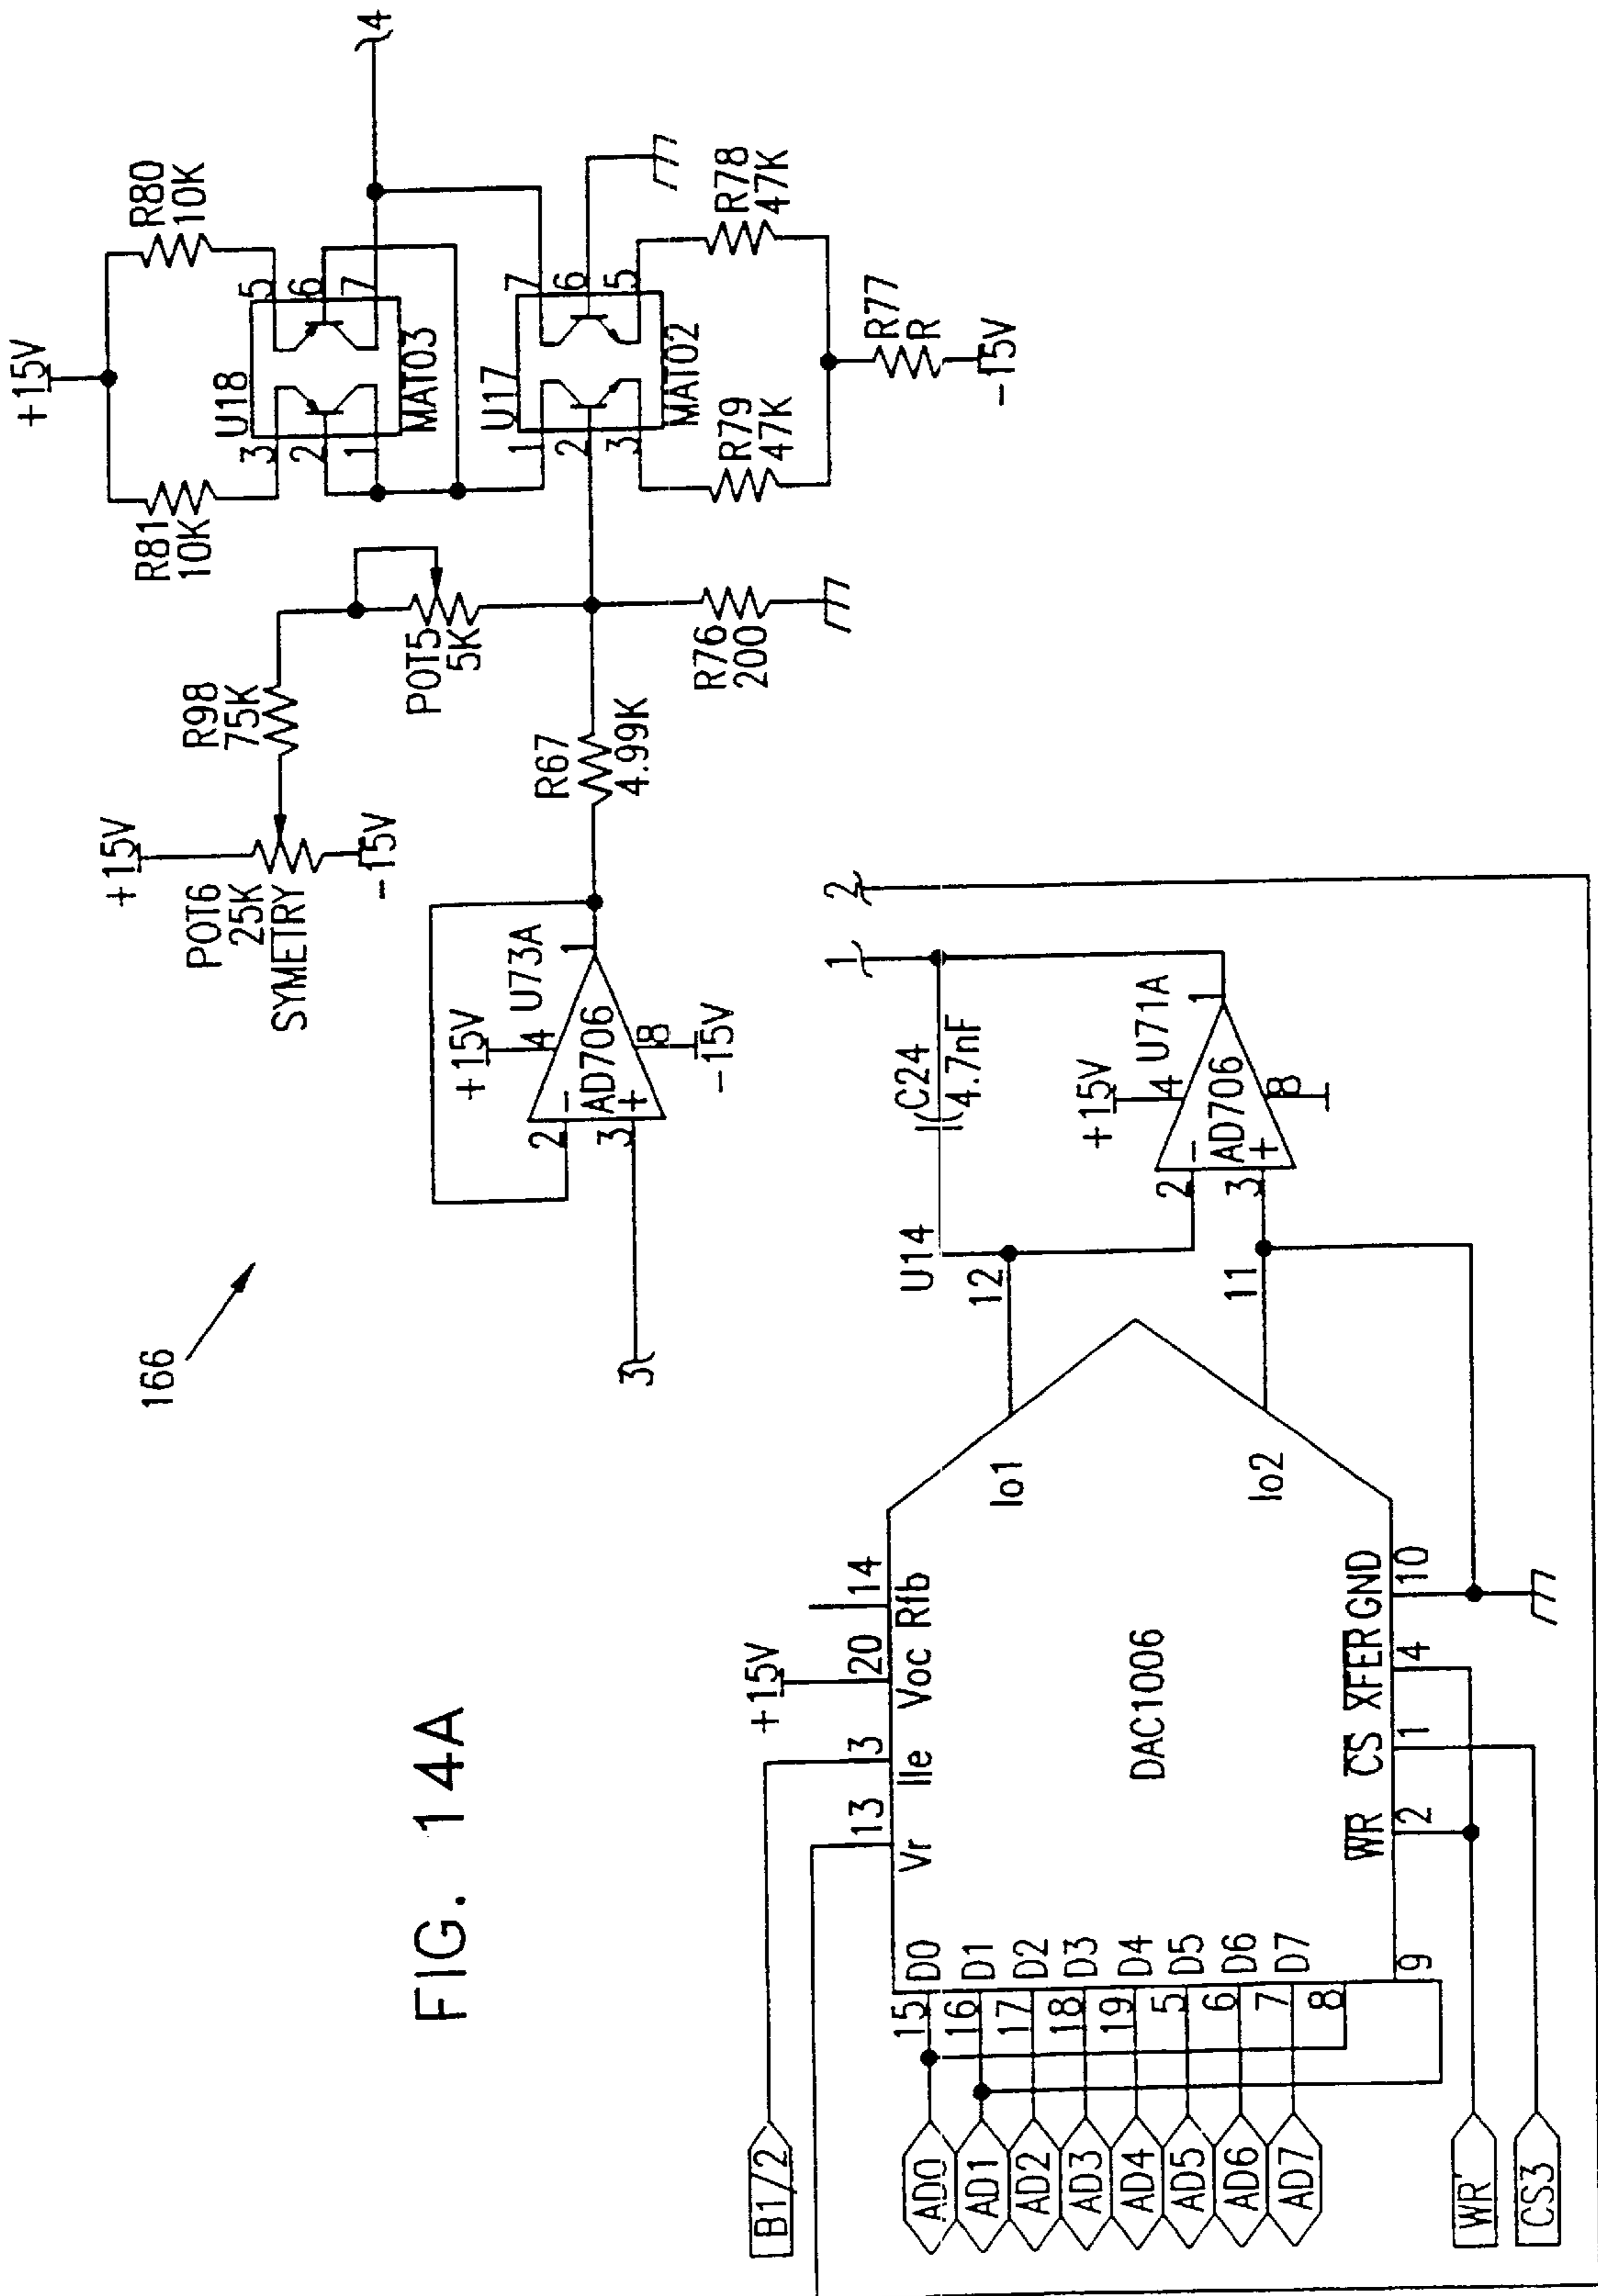 FIG. 14A
166
+15V
R81
10K
R80
10K
U18
3
2
1
5
6
7
MAT03
4
U17
1
2
3
7
6
5
MAT02
R79
47K
R78
47K
R77
R
-15V
+15V
POT6
25K
SYMETRY
-15V
R98
75K
POT5
5K
R67
4.99K
R76
200
3
2
3
+15V
4
U73A
AD706
-
+
1
8
-15V
B1/2
AD0
AD1
AD2
AD3
AD4
AD5
AD6
AD7
WR'
CS3
15
16
17
18
19
5
6
7
8
9
D0
D1
D2
D3
D4
D5
D6
D7
13
3
20
14
+15V
Vr
Ile
Voc
Rfb
DAC1006
Io1
Io2
WR
CS
XFER
GND
2
1
4
10
U14
12
11
C24
4.7nF
1
2
+15V
4
U71A
2
3
-
+
AD706
1
8